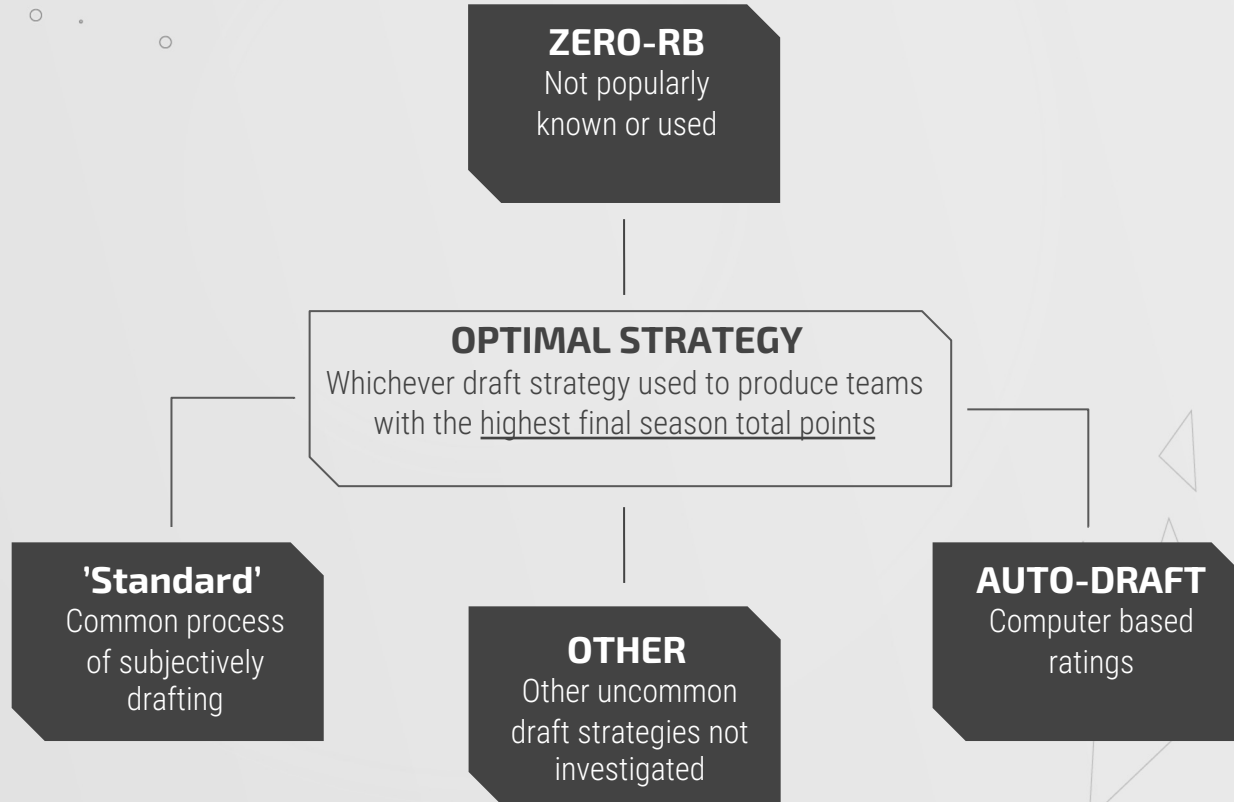 ZERO-RB
Not popularly
known or used
OPTIMAL STRATEGY
Whichever draft strategy used to produce teams
with the highest final season total points
’Standard’
Common process
of subjectively
drafting
OTHER
Other uncommon
draft strategies not
investigated
AUTO-DRAFT
Computer based
ratings